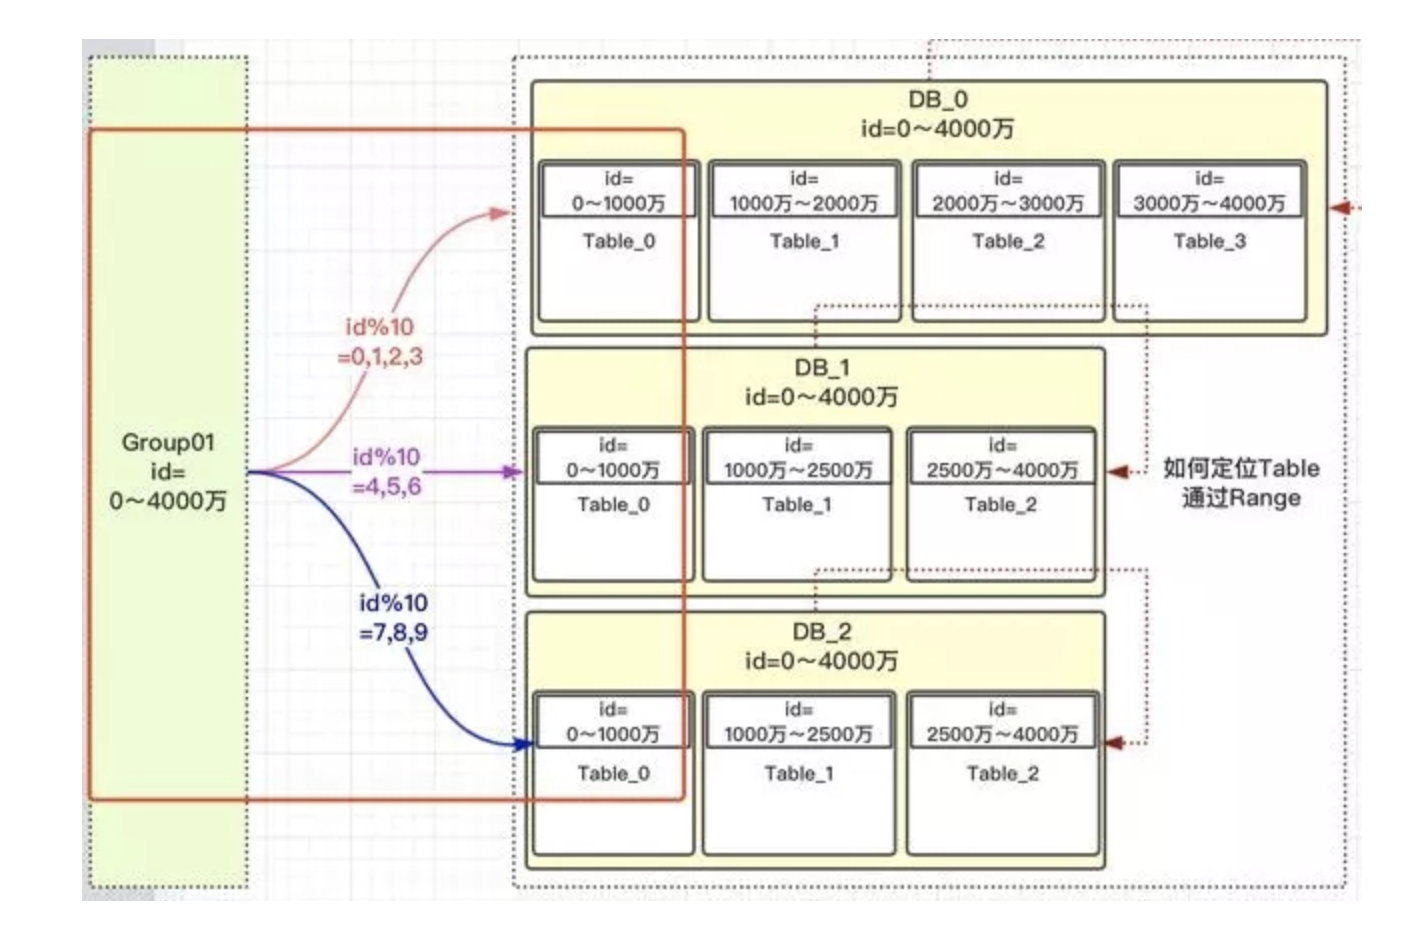 Group01
id=
0～4000万
id%10
=0,1,2,3
id%10
=4,5,6
id%10
=7,8,9
DB_0
id=0～4000万
id=
0～1000万
Table_0
id=
1000万～2000万
Table_1
id=
2000万～3000万
Table_2
id=
3000万～4000万
Table_3
DB_1
id=0～4000万
id=
0～1000万
Table_0
id=
1000万～2500万
Table_1
id=
2500万～4000万
Table_2
如何定位Table
通过Range
DB_2
id=0～4000万
id=
0～1000万
Table_0
id=
1000万～2500万
Table_1
id=
2500万～4000万
Table_2